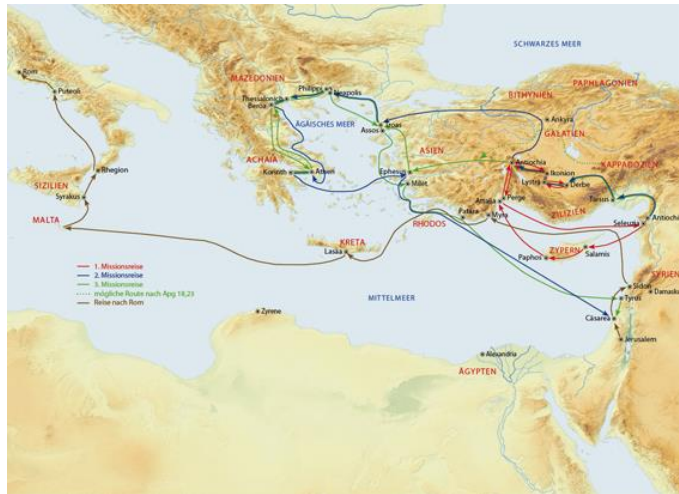 SCHWARZES MEER
Rom
Puteoli
MAZEDONIEN
Philippi
Neapolis
Thessalonich
Beröa
BITHYNIEN
PAPHLAGONIEN
Ankyra
GALATIEN
Troas
Assos
ÄGÄISCHES MEER
ASIEN
ACHAIA
Korinth
Athen
Ephesus
Milet
Antiochia
Ikonion
KAPPADOZIEN
Lystra
Derbe
Rhegion
SIZILIEN
Syrakus
Attalia
Perge
Tarsus
Patara
Myra
ZILIZIEN
Seleuzia
Antiochia
MALTA
RHODOS
KRETA
Lasäa
ZYPERN
Salamis
Paphos
1. Missionsreise
2. Missionsreise
3. Missionsreise
mögliche Route nach Apg 18,23
Reise nach Rom
SYRIEN
Sidon
Damaskus
Tyrus
MITTELMEER
Zyrene
Cäsarea
Jerusalem
Alexandria
ÄGYPTEN